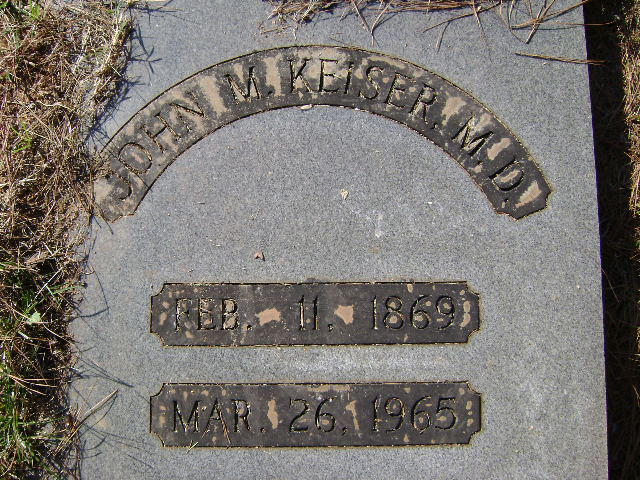 JOHN M. KEISER, M.D.
FEB. 11. 1869
MAR. 26, 1965